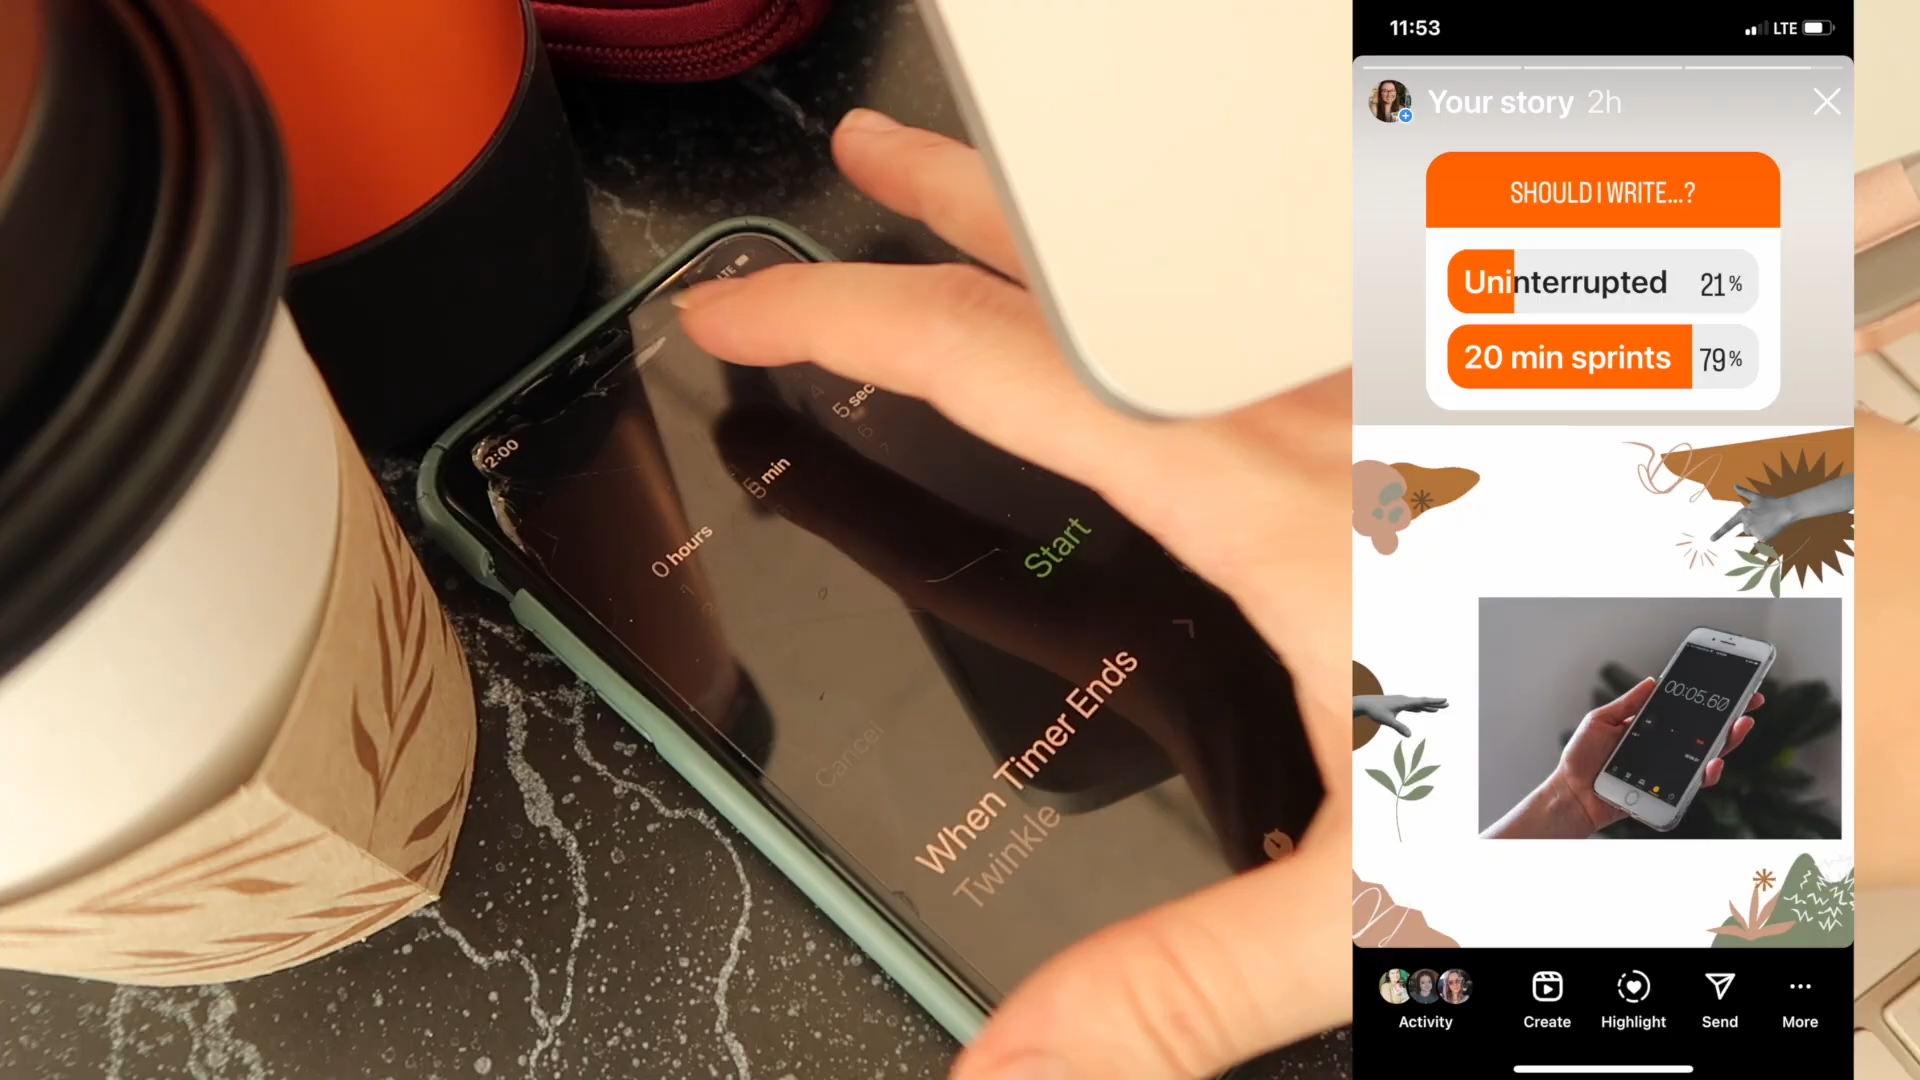 2:00
LTE
0 hours
5 min
5 sec
Start
Cancel
When Timer Ends
Twinkle
11:53
LTE
Your story 2h
SHOULD I WRITE...?
Uninterrupted 21%
20 min sprints 79%
00:05.60
Activity
Create
Highlight
Send
More